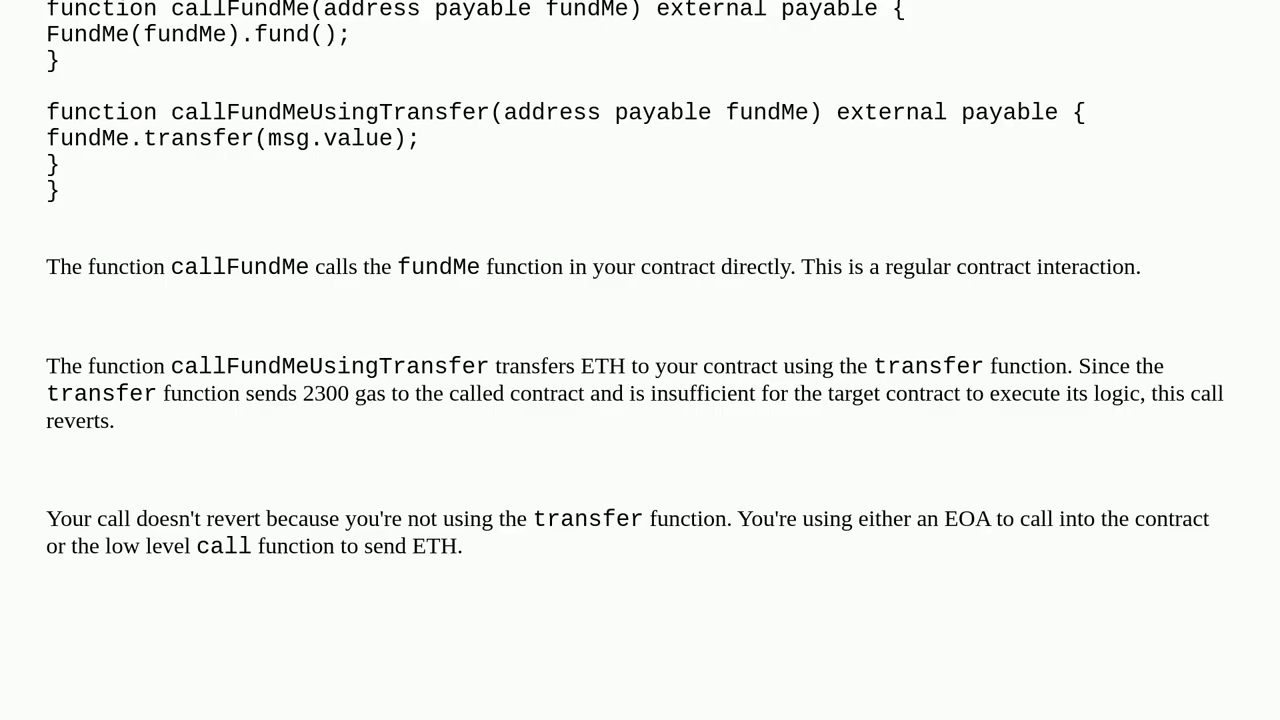 function callFundMe(address payable fundMe) external payable {
FundMe(fundMe).fund();
}
function callFundMeUsingTransfer(address payable fundMe) external payable {
fundMe.transfer(msg.value);
}
}
The function callFundMe calls the fundMe function in your contract directly. This is a regular contract interaction.
The function callFundMeUsingTransfer transfers ETH to your contract using the transfer function. Since the
transfer function sends 2300 gas to the called contract and is insufficient for the target contract to execute its logic, this call
reverts.
Your call doesn't revert because you're not using the transfer function. You're using either an EOA to call into the contract
or the low level call function to send ETH.